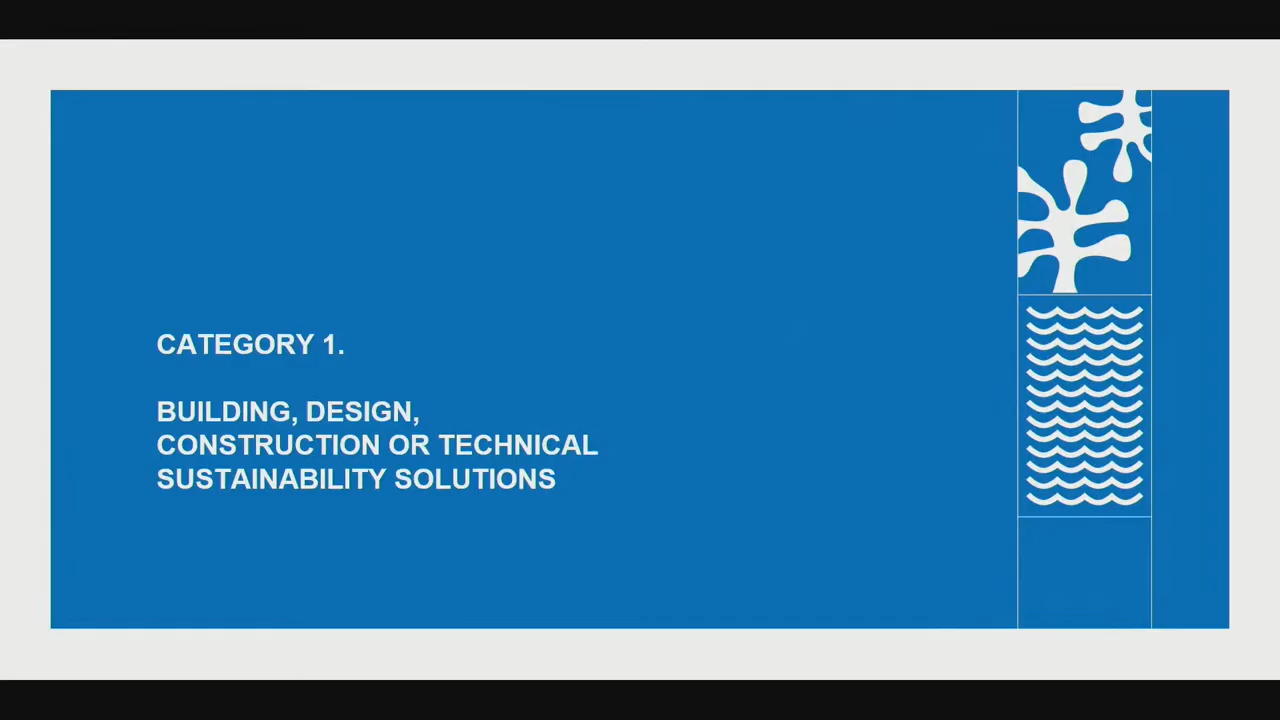 CATEGORY 1.
BUILDING, DESIGN,
CONSTRUCTION OR TECHNICAL
SUSTAINABILITY SOLUTIONS